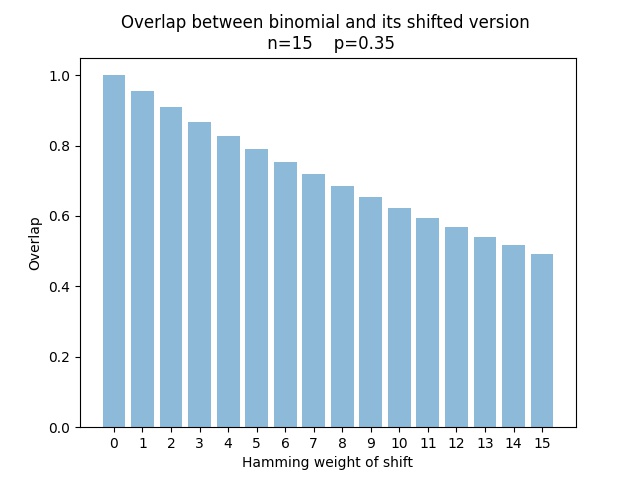 Overlap between binomial and its shifted version
n=15 p=0.35
1.0
0.8
0.6
0.4
0.2
0.0
Overlap
0 1 2 3 4 5 6 7 8 9 10 11 12 13 14 15
Hamming weight of shift